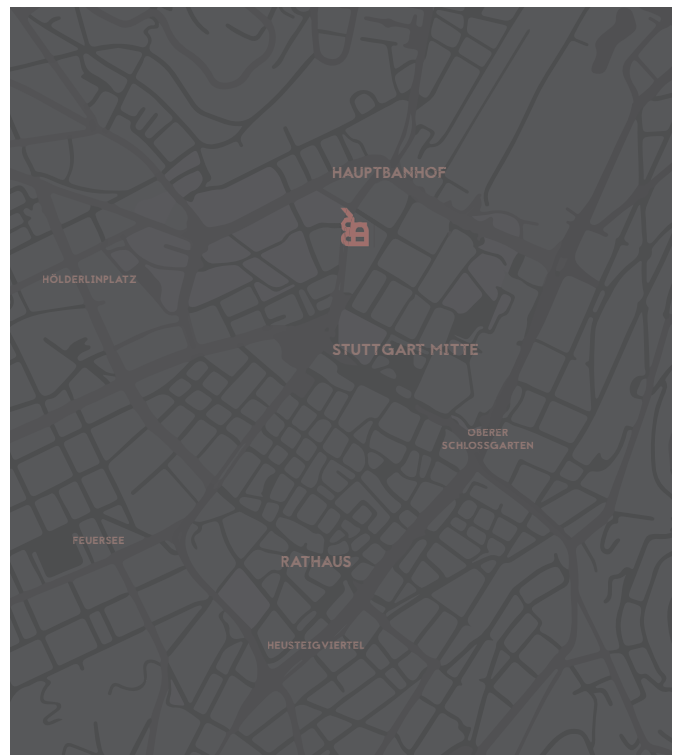 HAUPTBANHOF
HÖLDERLINPLATZ
STUTTGART MITTE
OBERER
SCHLOSSGARTEN
FEUERSEE
RATHAUS
HEUSTEIGVIERTEL